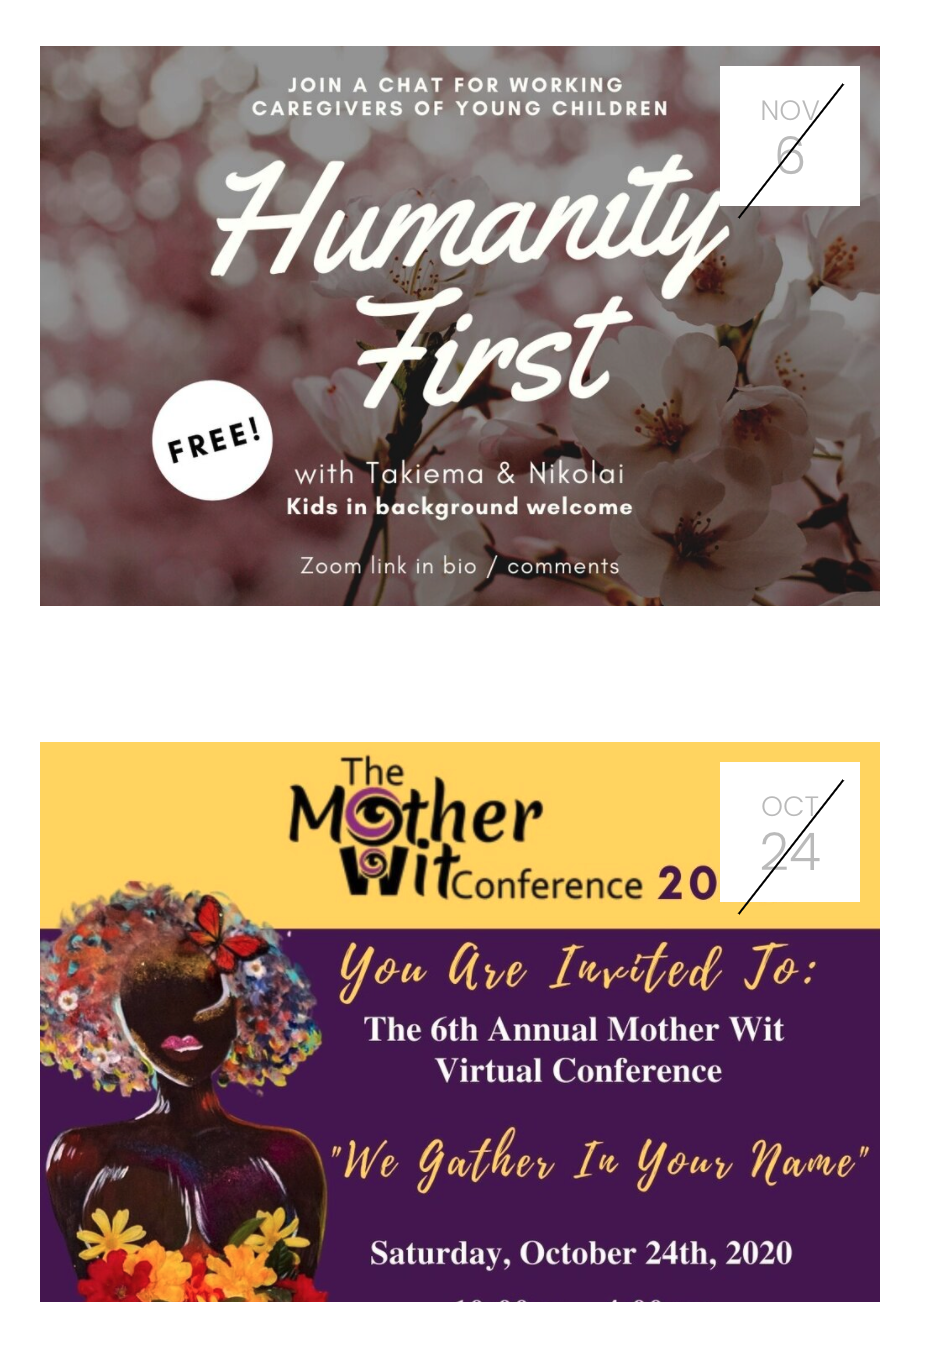 JOIN A CHAT FOR WORKING
CAREGIVERS OF YOUNG CHILDREN
NOV
6
Humanity
First
FREE!
with Takiema & Nikolai
Kids in background welcome
Zoom link in bio / comments
The
Mother
Wit Conference 20
OCT
24
You Are Invited To:
The 6th Annual Mother Wit
Virtual Conference
"We Gather In Your Name"
Saturday, October 24th, 2020